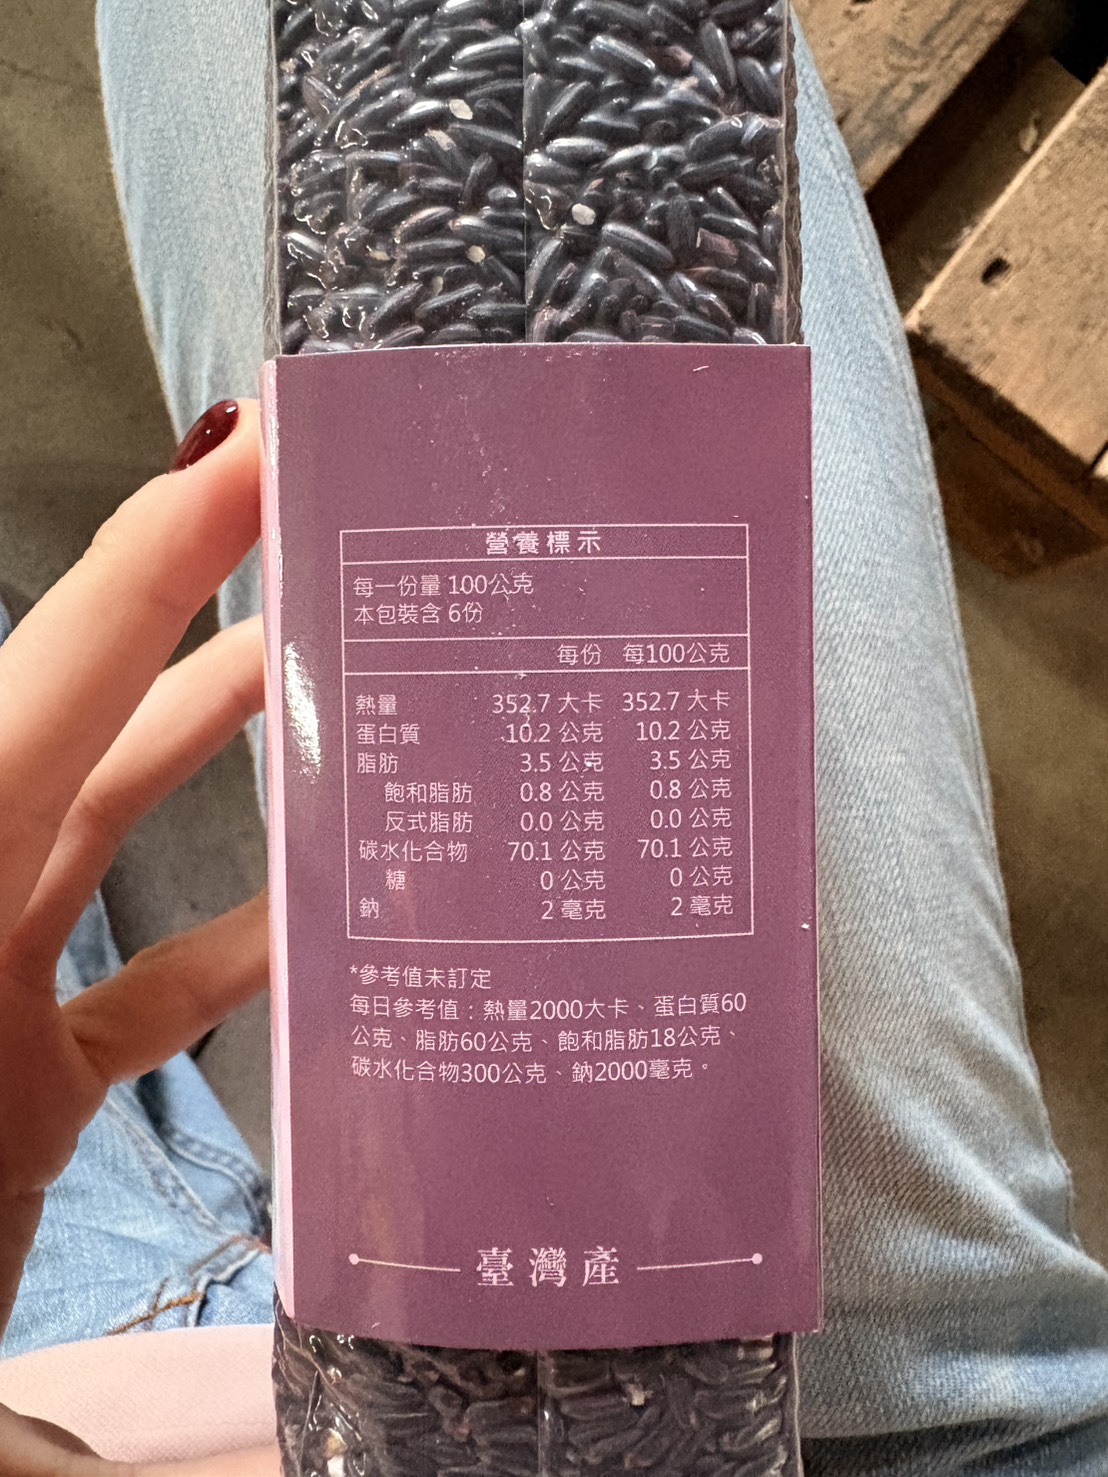 營養標示
每一份量 100公克
本包裝含 6份
每份 每100公克
熱量 352.7 大卡 352.7 大卡
蛋白質 10.2 公克 10.2 公克
脂肪 3.5 公克 3.5 公克
飽和脂肪 0.8 公克 0.8 公克
反式脂肪 0.0 公克 0.0 公克
碳水化合物 70.1 公克 70.1 公克
糖 0 公克 0 公克
鈉 2 毫克 2 毫克
*參考值未訂定
每日參考值：熱量2000大卡、蛋白質60
公克、脂肪60公克、飽和脂肪18公克、
碳水化合物300公克、鈉2000毫克。
臺灣產